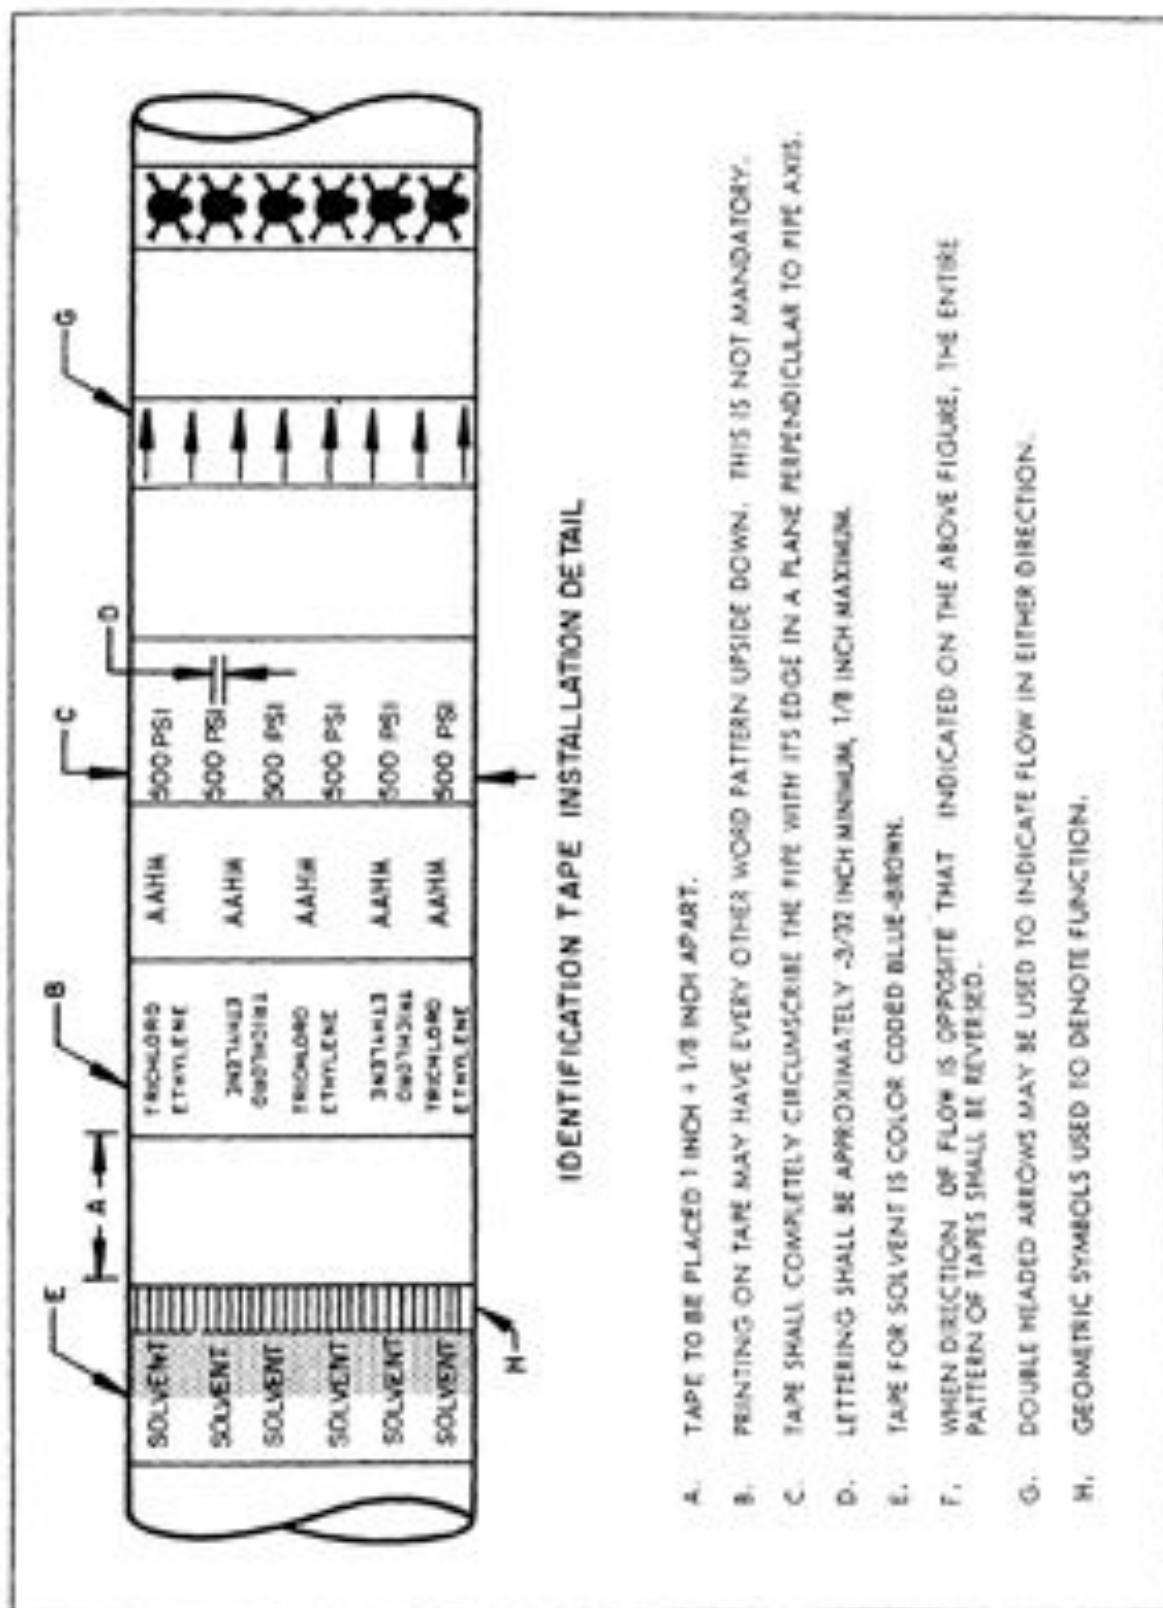 E
A
B
C
D
G
SOLVENT
SOLVENT
SOLVENT
SOLVENT
SOLVENT
SOLVENT
H
TRICHLORO
ETHYLENE
TRICHLORO
ETHYLENE
TRICHLORO
ETHYLENE
TRICHLORO
ETHYLENE
TRICHLORO
ETHYLENE
AAHM
AAHM
AAHM
AAHM
AAHM
500 PSI
500 PSI
500 PSI
500 PSI
500 PSI
500 PSI
IDENTIFICATION TAPE INSTALLATION DETAIL
A. TAPE TO BE PLACED 1 INCH + 1/8 INCH APART.
B. PRINTING ON TAPE MAY HAVE EVERY OTHER WORD PATTERN UPSIDE DOWN. THIS IS NOT MANDATORY.
C. TAPE SHALL COMPLETELY CIRCUMSCRIBE THE PIPE WITH ITS EDGE IN A PLANE PERPENDICULAR TO PIPE AXIS.
D. LETTERING SHALL BE APPROXIMATELY -3/32 INCH MINIMUM, 1/8 INCH MAXIMUM.
E. TAPE FOR SOLVENT IS COLOR CODED BLUE-BROWN.
F. WHEN DIRECTION OF FLOW IS OPPOSITE THAT INDICATED ON THE ABOVE FIGURE, THE ENTIRE
PATTERN OF TAPES SHALL BE REVERSED.
G. DOUBLE HEADED ARROWS MAY BE USED TO INDICATE FLOW IN EITHER DIRECTION.
H. GEOMETRIC SYMBOLS USED TO DENOTE FUNCTION.